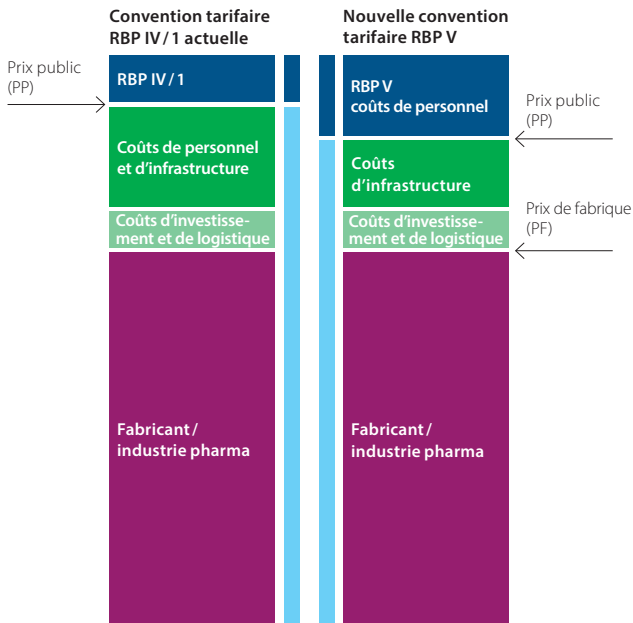 Convention tarifaire
RBP IV / 1 actuelle
Nouvelle convention
tarifaire RBP V
Prix public
(PP)
RBP IV / 1
Coûts de personnel
et d’infrastructure
Coûts d’investisse-
ment et de logistique
Fabricant /
industrie pharma
RBP V
coûts de personnel
Coûts
d’infrastructure
Coûts d’investisse-
ment et de logistique
Fabricant /
industrie pharma
Prix public
(PP)
Prix de fabrique
(PF)